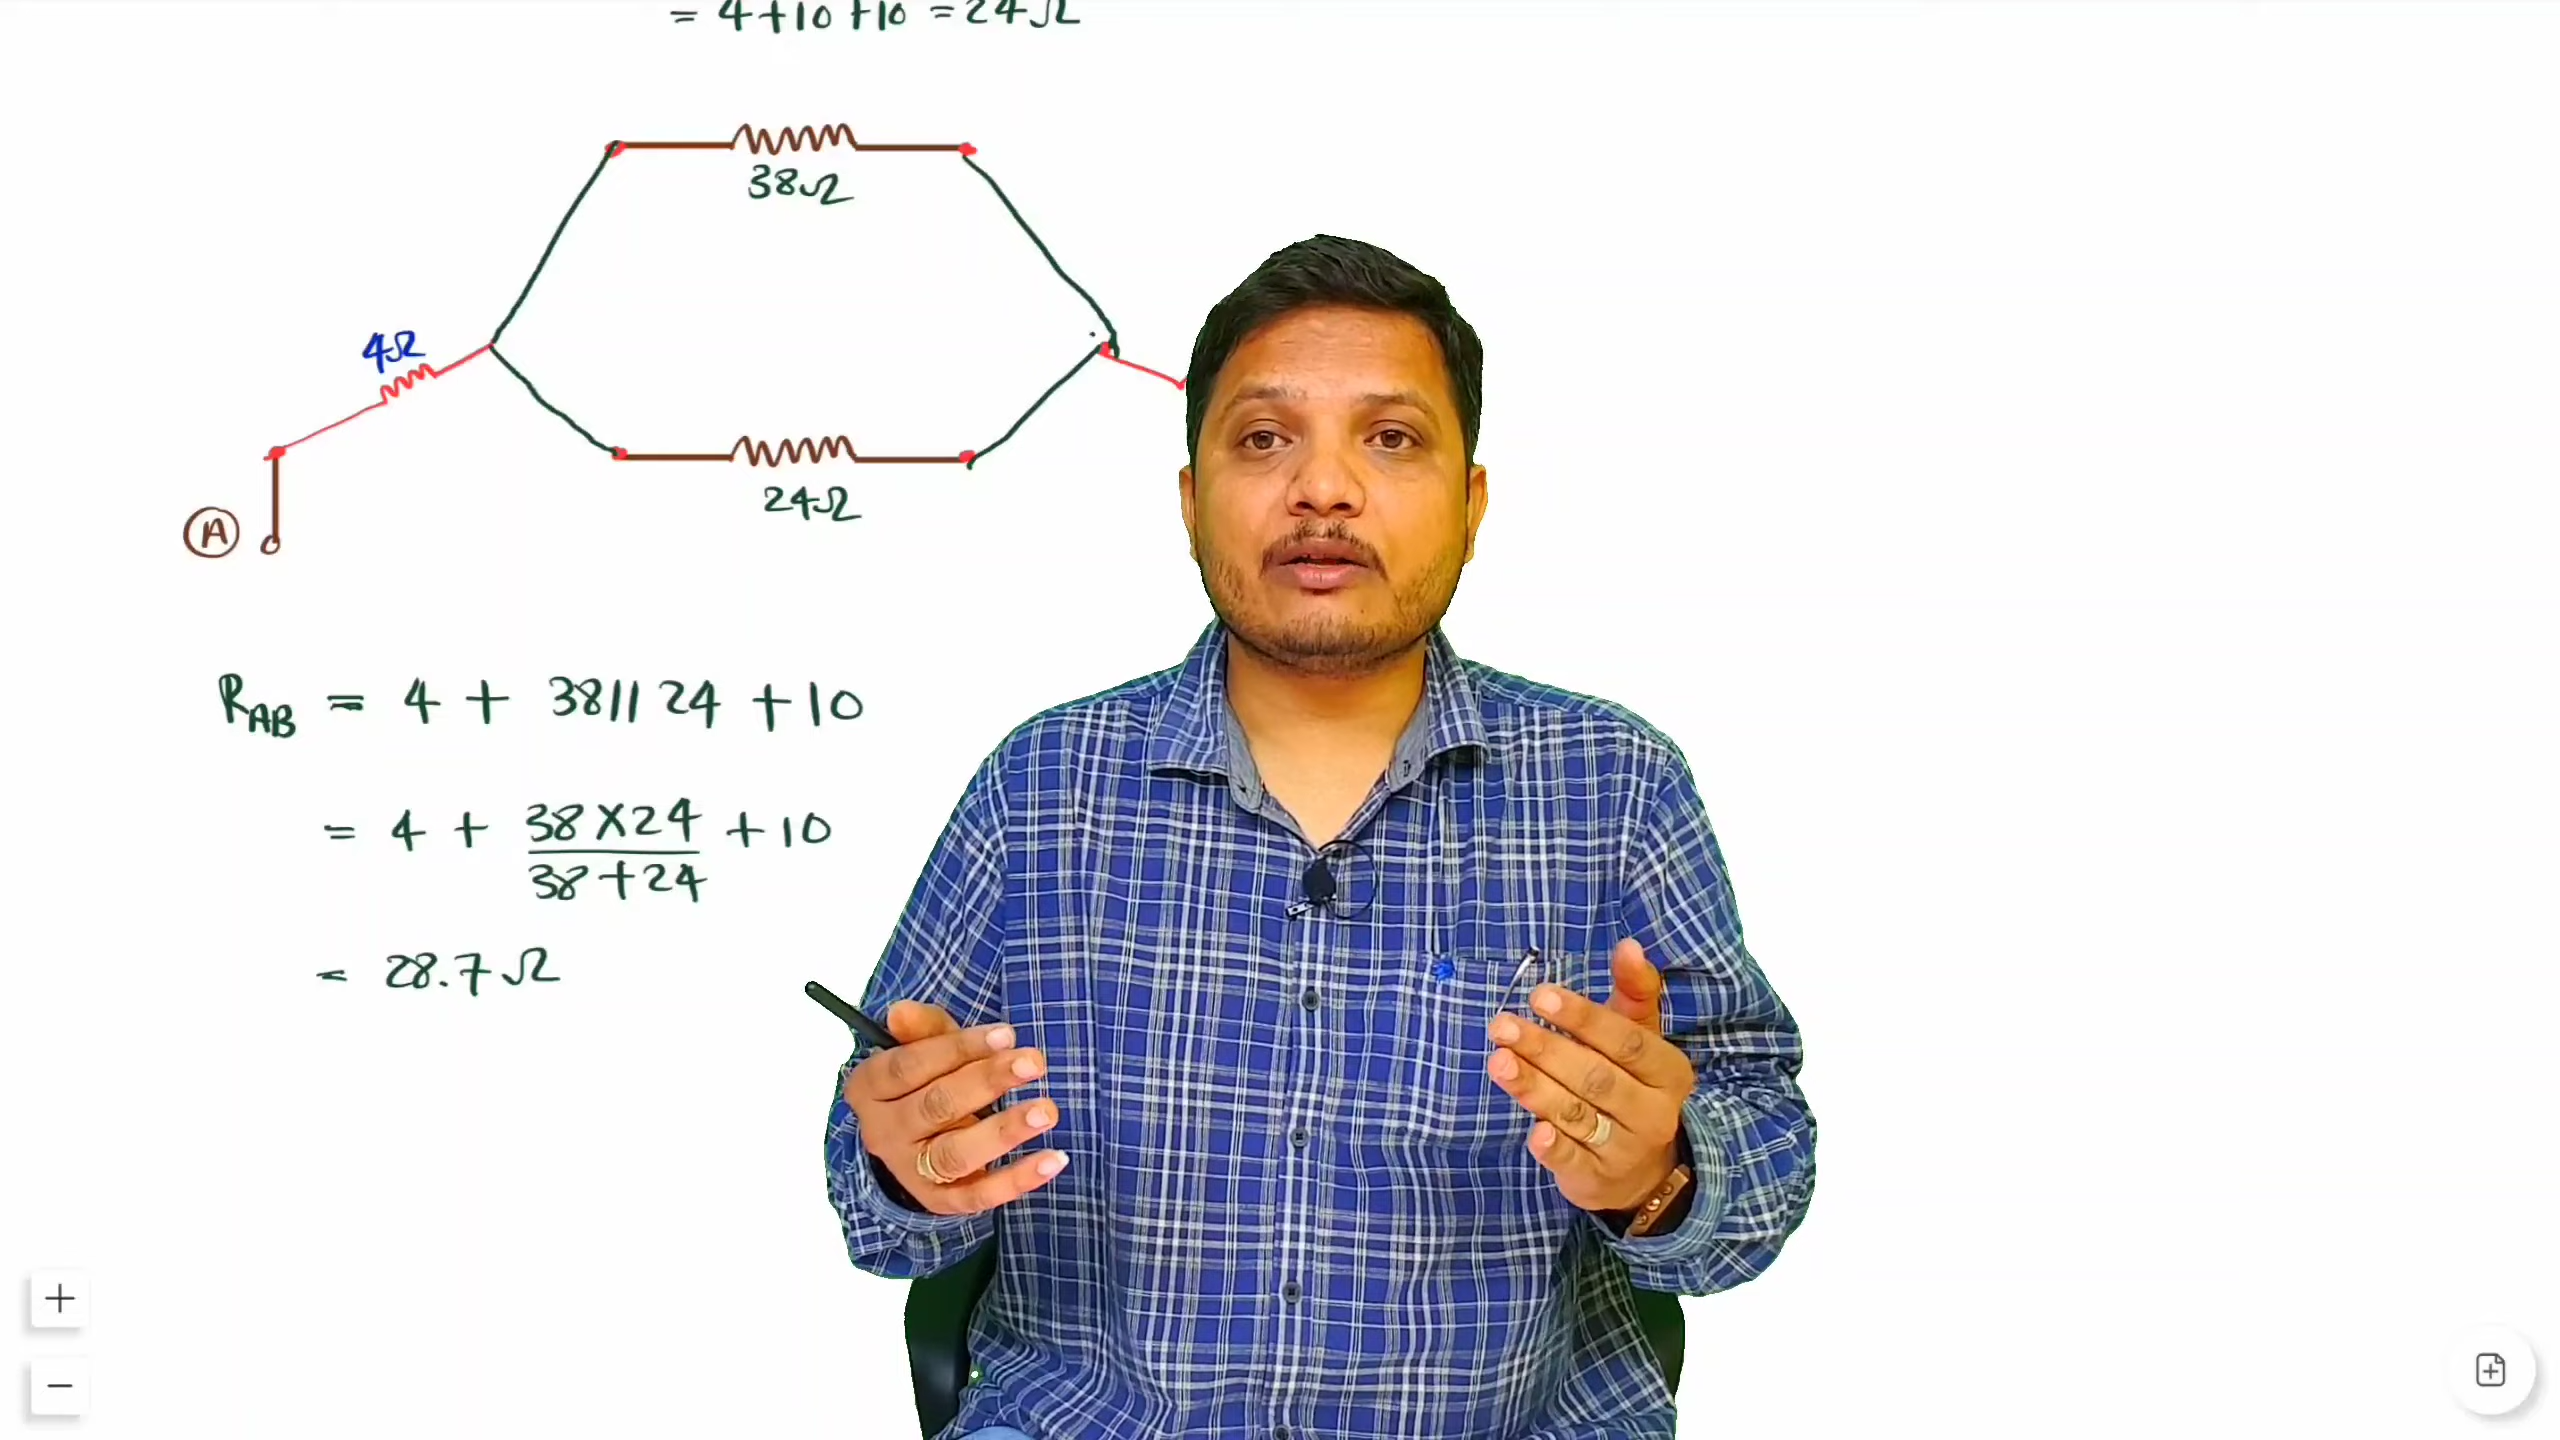 = 4+10+10 = 24Ω
38Ω
4Ω
24Ω
A
R_AB = 4 + 38||24 + 10
= 4 + (38×24)/(38+24) + 10
= 28.7Ω